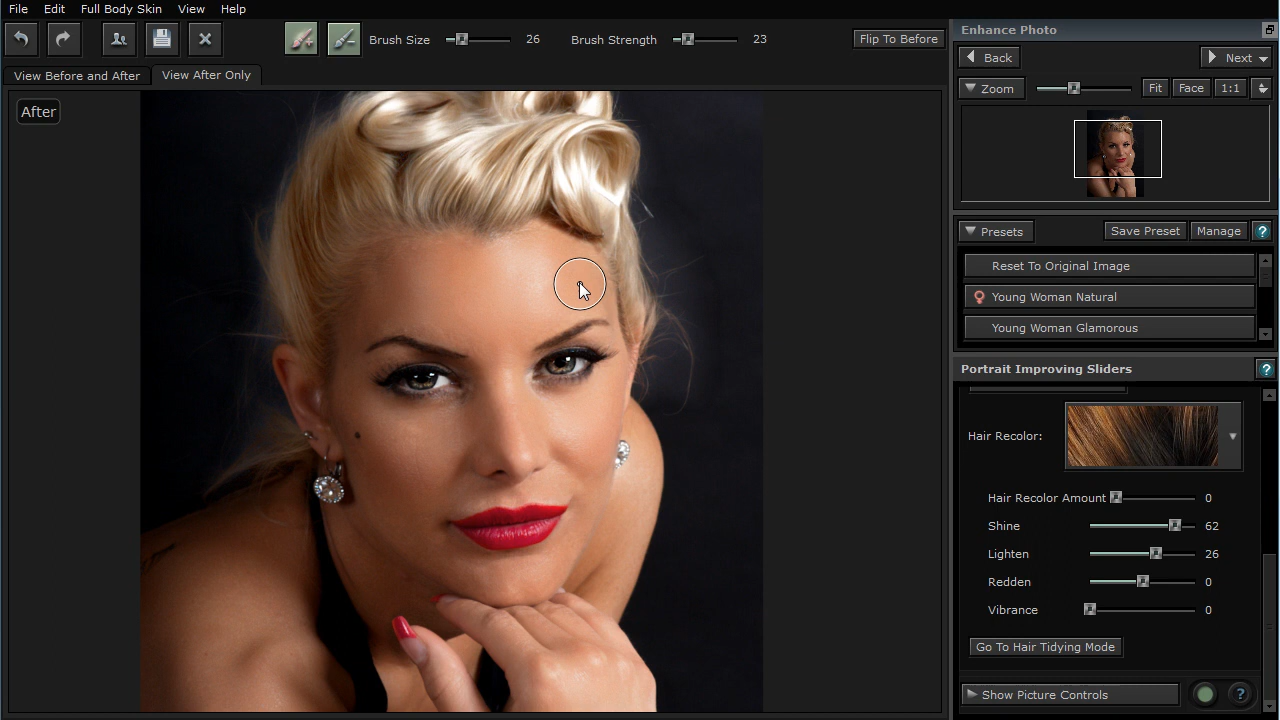 File Edit Full Body Skin View Help
Brush Size 26 Brush Strength 23 Flip To Before
View Before and After View After Only
After
Enhance Photo
Back Next
Zoom Fit Face 1:1
Presets Save Preset Manage ?
Reset To Original Image
Young Woman Natural
Young Woman Glamorous
Portrait Improving Sliders ?
Hair Recolor:
Hair Recolor Amount 0
Shine 62
Lighten 26
Redden 0
Vibrance 0
Go To Hair Tidying Mode
Show Picture Controls ?